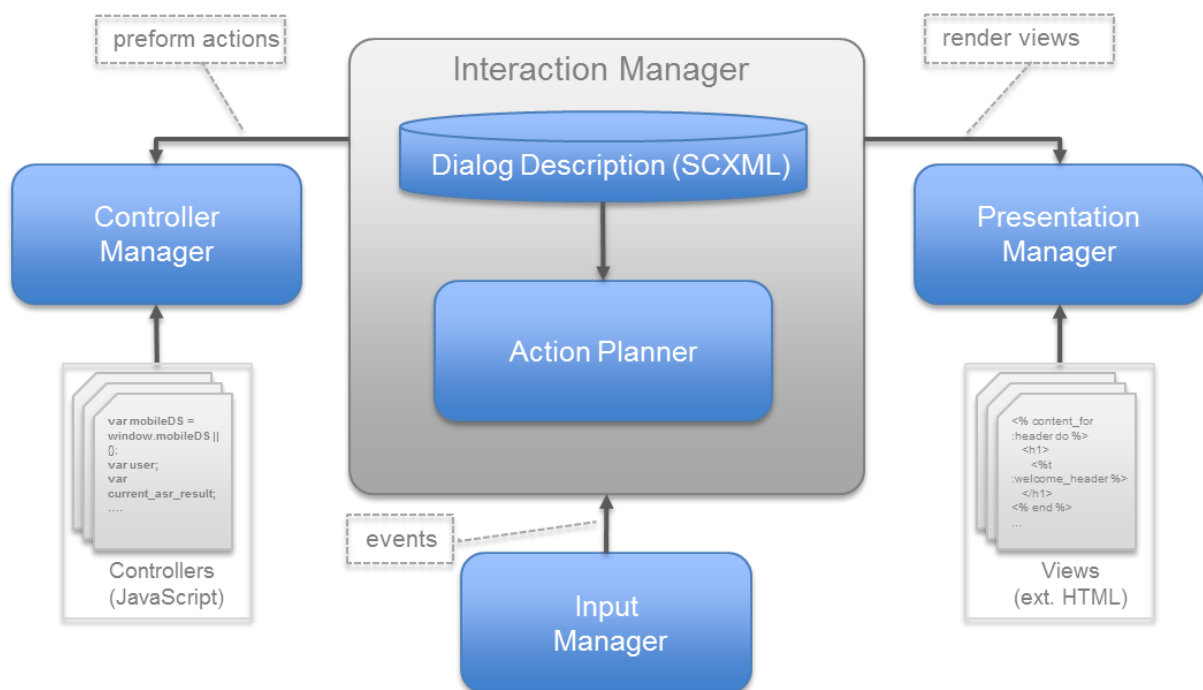 preform actions
render views
Interaction Manager
Dialog Description (SCXML)
Controller
Manager
Presentation
Manager
Action Planner
var mobileDS =
window.mobileDS ||
{};
var user;
var
current_asr_result;
....
Controllers
(JavaScript)
<% content_for
:header do %>
<h1>
<%t
:welcome_header %>
</h1>
<% end %>
...
Views
(ext. HTML)
events
Input
Manager